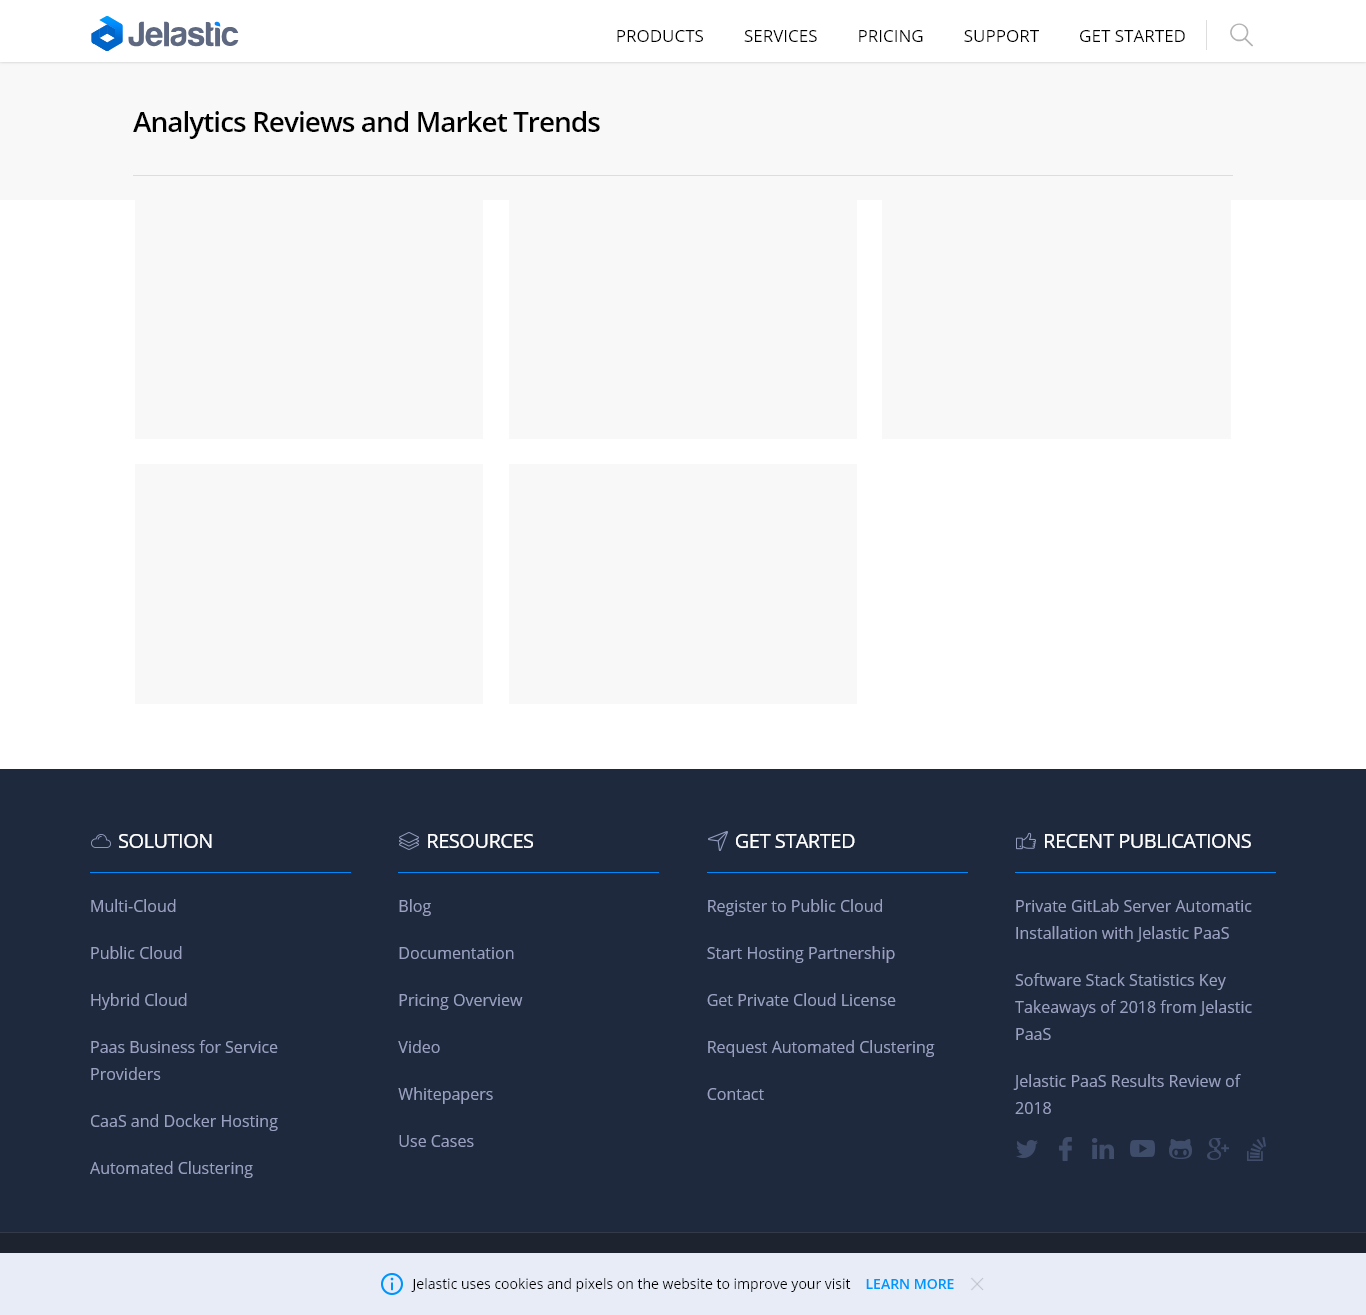 Jelastic
PRODUCTS SERVICES PRICING SUPPORT GET STARTED
Analytics Reviews and Market Trends
SOLUTION
Multi-Cloud
Public Cloud
Hybrid Cloud
Paas Business for Service
Providers
CaaS and Docker Hosting
Automated Clustering
RESOURCES
Blog
Documentation
Pricing Overview
Video
Whitepapers
Use Cases
GET STARTED
Register to Public Cloud
Start Hosting Partnership
Get Private Cloud License
Request Automated Clustering
Contact
RECENT PUBLICATIONS
Private GitLab Server Automatic
Installation with Jelastic PaaS
Software Stack Statistics Key
Takeaways of 2018 from Jelastic
PaaS
Jelastic PaaS Results Review of
2018
Jelastic uses cookies and pixels on the website to improve your visit LEARN MORE